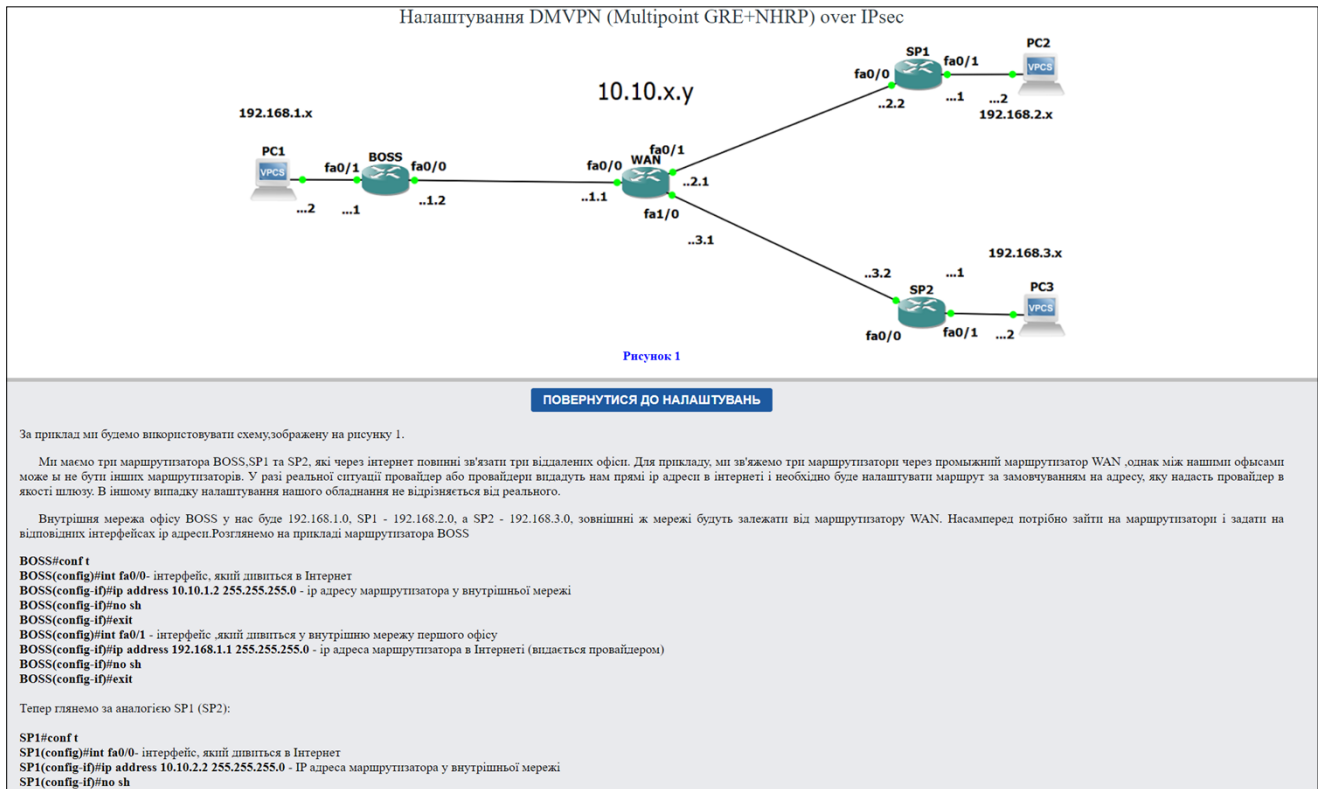 Налаштування DMVPN (Multipoint GRE+NHRP) over IPsec
PC2
SP1
fa0/1
fa0/0
VPCS
10.10.x.y
..2.2
...1
...2
192.168.1.x
192.168.2.x
PC1
BOSS
fa0/1
fa0/0
fa0/1
WAN
fa0/0
VPCS
..2.1
...2
...1
..1.2
..1.1
fa1/0
..3.1
192.168.3.x
..3.2
...1
SP2
PC3
VPCS
fa0/0
fa0/1
...2
Рисунок 1
ПОВЕРНУТИСЯ ДО НАЛАШТУВАНЬ
За приклад ми будемо використовувати схему,зображену на рисунку 1.
Ми маємо три маршрутизатора BOSS,SP1 та SP2, які через інтернет повинні зв'язати три віддалених офіси. Для прикладу, ми зв'яжемо три маршрутизатори через промыжний маршрутизатор WAN ,однак між нашими офысами
може ы не бути інших маршрутизаторів. У разі реальної ситуації провайдер або провайдери видадуть нам прямі ір адреси в інтернеті і необхідно буде налаштувати маршрут за замовчуванням на адресу, яку надасть провайдер в
якості шлюзу. В іншому випадку налаштування нашого обладнання не відрізняється від реального.
Внутрішня мережа офісу BOSS у нас буде 192.168.1.0, SP1 - 192.168.2.0, а SP2 - 192.168.3.0, зовнішнні ж мережі будуть залежати від маршрутизатору WAN. Насамперед потрібно зайти на маршрутизатори і задати на
відповідних інтерфейсах ір адреси.Розглянемо на прикладі маршрутизатора BOSS
BOSS#conf t
BOSS(config)#int fa0/0- інтерфейс, який дивиться в Інтернет
BOSS(config-if)#ip address 10.10.1.2 255.255.255.0 - ір адресу маршрутизатора у внутрішньої мережі
BOSS(config-if)#no sh
BOSS(config-if)#exit
BOSS(config)#int fa0/1 - інтерфейс ,який дивиться у внутрішню мережу першого офісу
BOSS(config-if)#ip address 192.168.1.1 255.255.255.0 - ір адреса маршрутизатора в Інтернеті (видається провайдером)
BOSS(config-if)#no sh
BOSS(config-if)#exit
Тепер глянемо за аналогією SP1 (SP2):
SP1#conf t
SP1(config)#int fa0/0- інтерфейс, який дивиться в Інтернет
SP1(config-if)#ip address 10.10.2.2 255.255.255.0 - IP адреса маршрутизатора у внутрішньої мережі
SP1(config-if)#no sh